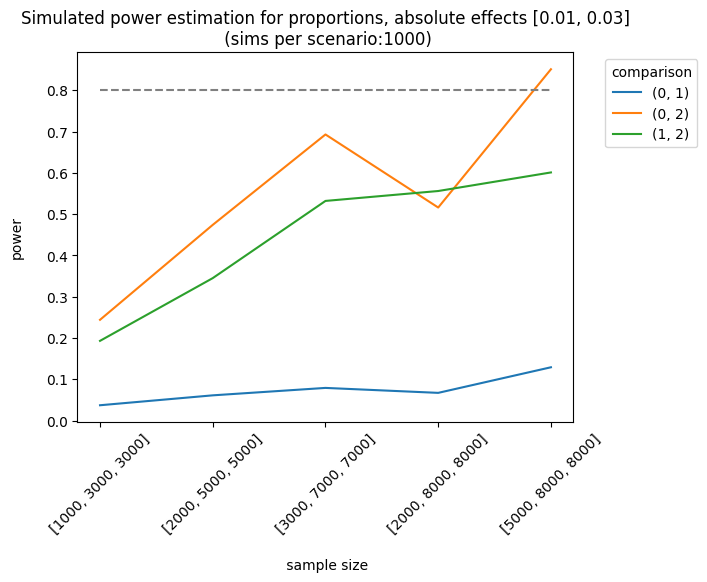 Simulated power estimation for proportions, absolute effects [0.01, 0.03]
(sims per scenario:1000)
comparison
(0, 1)
(0, 2)
(1, 2)
0.8
0.7
0.6
0.5
0.4
0.3
0.2
0.1
0.0
power
[1000, 3000, 3000]
[2000, 5000, 5000]
[3000, 7000, 7000]
[2000, 8000, 8000]
[5000, 8000, 8000]
sample size